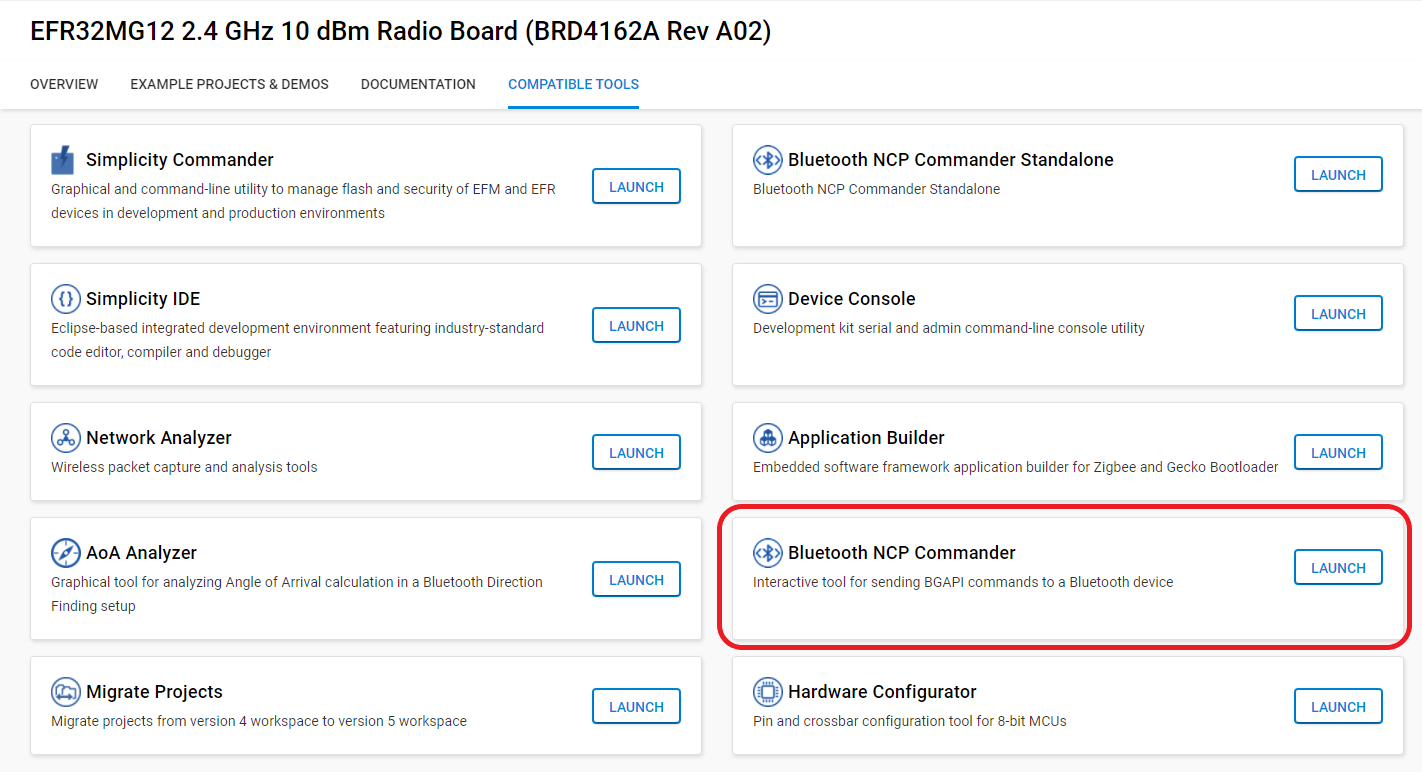 EFR32MG12 2.4 GHz 10 dBm Radio Board (BRD4162A Rev A02)
OVERVIEW
EXAMPLE PROJECTS & DEMOS
DOCUMENTATION
COMPATIBLE TOOLS
Simplicity Commander
Graphical and command-line utility to manage flash and security of EFM and EFR
devices in development and production environments
LAUNCH
Bluetooth NCP Commander Standalone
Bluetooth NCP Commander Standalone
LAUNCH
Simplicity IDE
Eclipse-based integrated development environment featuring industry-standard
code editor, compiler and debugger
LAUNCH
Device Console
Development kit serial and admin command-line console utility
LAUNCH
Network Analyzer
Wireless packet capture and analysis tools
LAUNCH
Application Builder
Embedded software framework application builder for Zigbee and Gecko Bootloader
LAUNCH
AoA Analyzer
Graphical tool for analyzing Angle of Arrival calculation in a Bluetooth Direction
Finding setup
LAUNCH
Bluetooth NCP Commander
Interactive tool for sending BGAPI commands to a Bluetooth device
LAUNCH
Migrate Projects
Migrate projects from version 4 workspace to version 5 workspace
LAUNCH
Hardware Configurator
Pin and crossbar configuration tool for 8-bit MCUs
LAUNCH